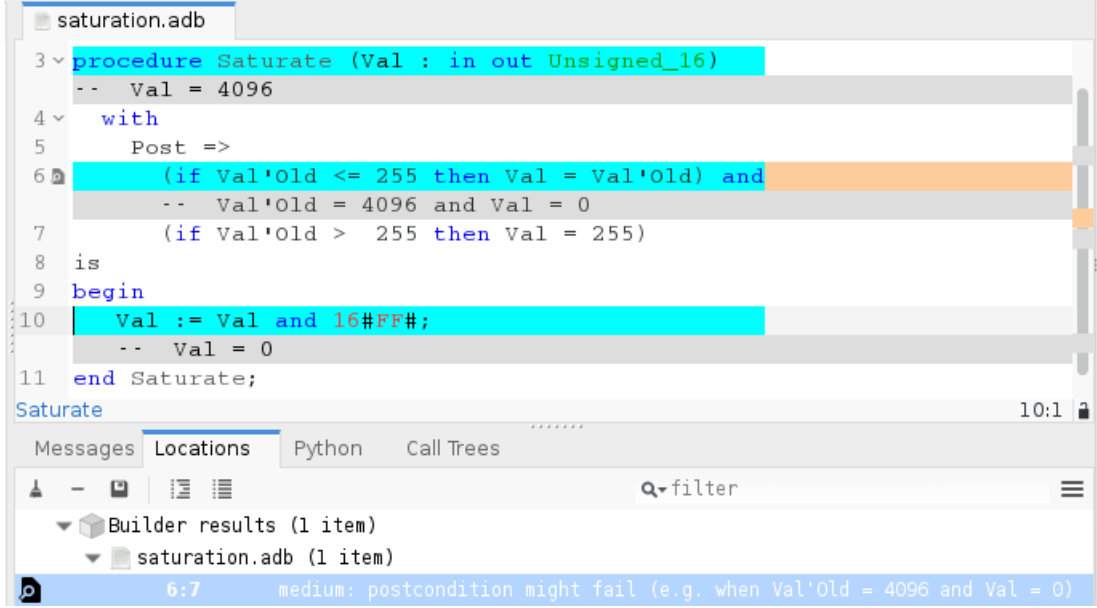 saturation.adb
3 procedure Saturate (Val : in out Unsigned_16)
-- Val = 4096
4 with
5 Post =>
6 (if Val'Old <= 255 then Val = Val'Old) and
-- Val'Old = 4096 and Val = 0
7 (if Val'Old > 255 then Val = 255)
8 is
9 begin
10 Val := Val and 16#FF#;
-- Val = 0
11 end Saturate;
Saturate 10:1
Messages Locations Python Call Trees
filter
Builder results (1 item)
saturation.adb (1 item)
6:7 medium: postcondition might fail (e.g. when Val'Old = 4096 and Val = 0)